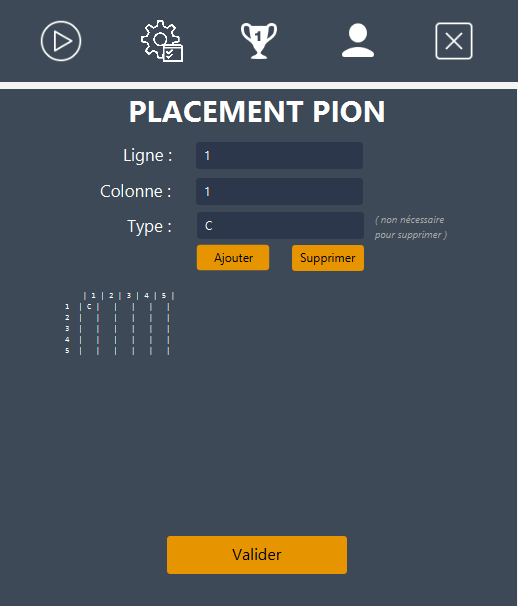 1
PLACEMENT PION
Ligne : 1
Colonne : 1
Type : C
( non nécessaire
pour supprimer )
Ajouter Supprimer
| 1 | 2 | 3 | 4 | 5 |
1 | C |   |   |   |   |
2 |   |   |   |   |   |
3 |   |   |   |   |   |
4 |   |   |   |   |   |
5 |   |   |   |   |   |
Valider